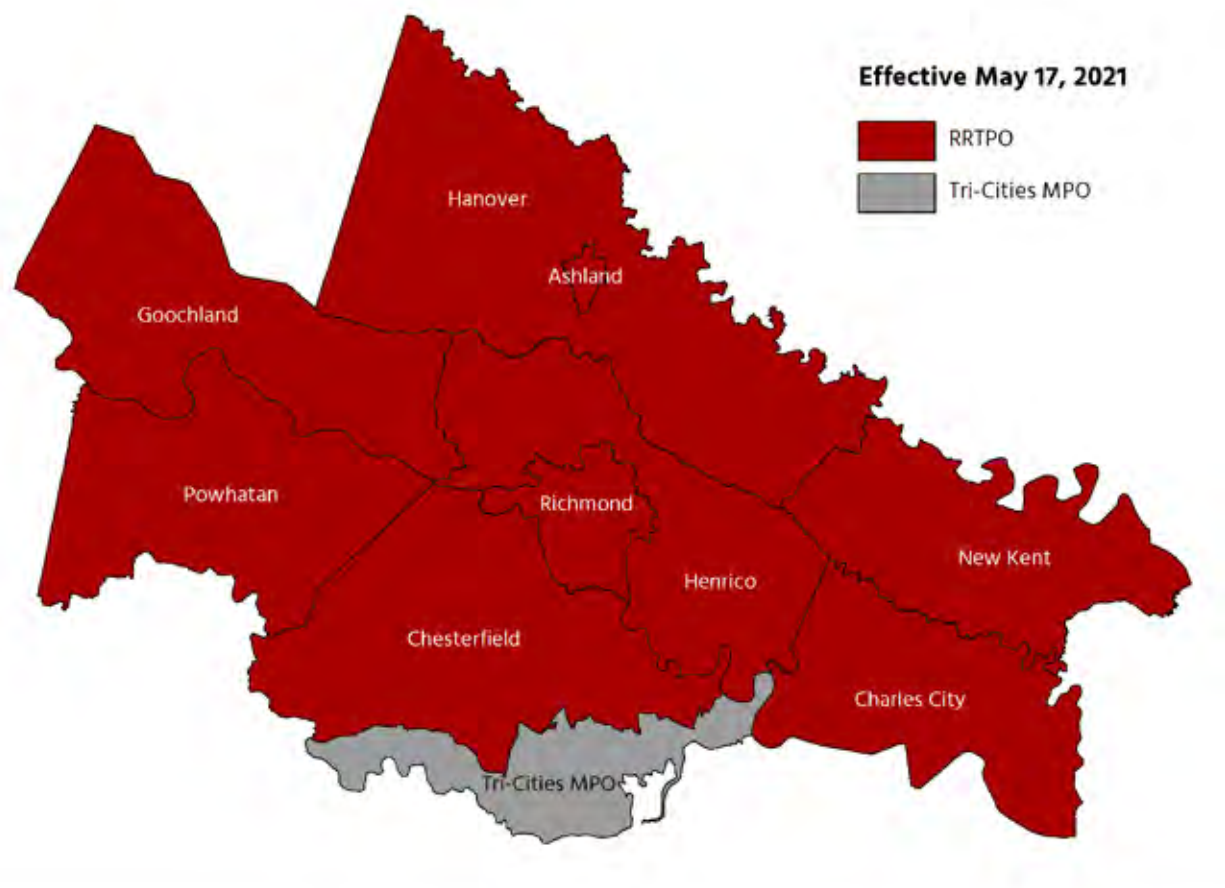 Effective May 17, 2021
RRTPO
Tri-Cities MPO
Hanover
Ashland
Goochland
Powhatan
Richmond
New Kent
Henrico
Chesterfield
Charles City
Tri-Cities MPO